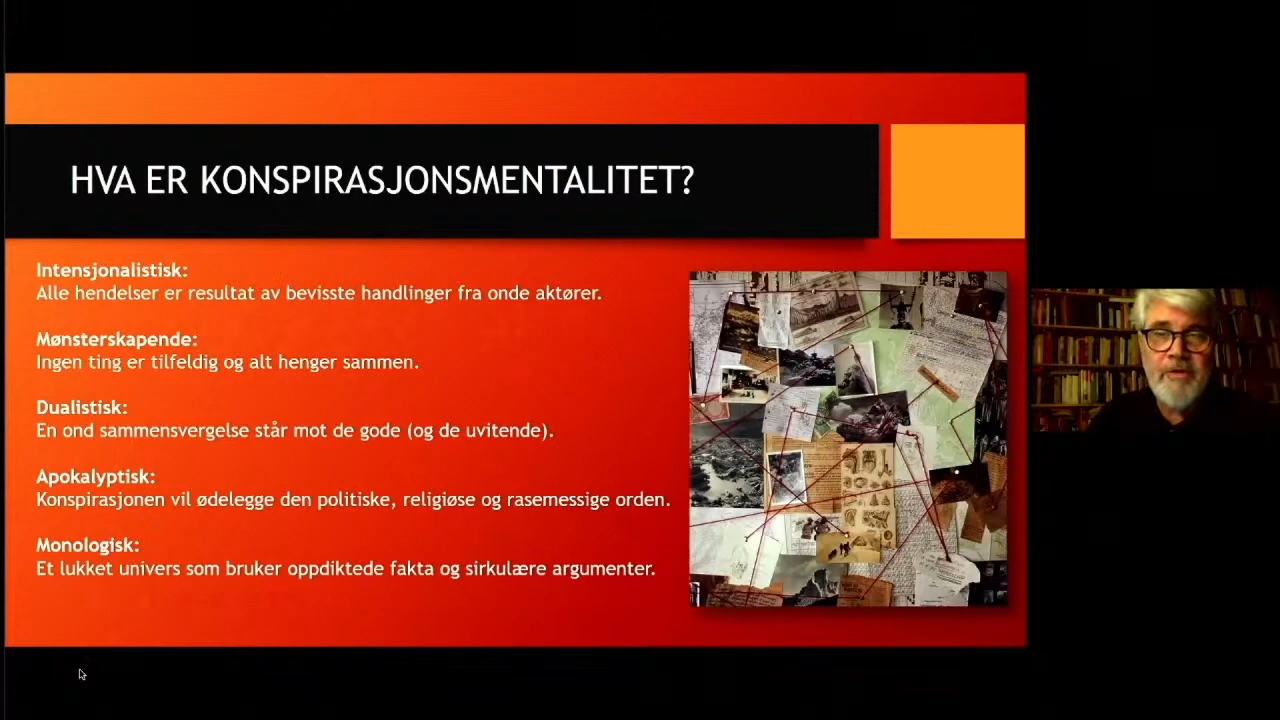 HVA ER KONSPIRASJONSMENTALITET?
Intensjonalistisk:
Alle hendelser er resultat av bevisste handlinger fra onde aktører.
Mønsterskapende:
Ingen ting er tilfeldig og alt henger sammen.
Dualistisk:
En ond sammensvergelse står mot de gode (og de uvitende).
Apokalyptisk:
Konspirasjonen vil ødelegge den politiske, religiøse og rasemessige orden.
Monologisk:
Et lukket univers som bruker oppdiktede fakta og sirkulære argumenter.